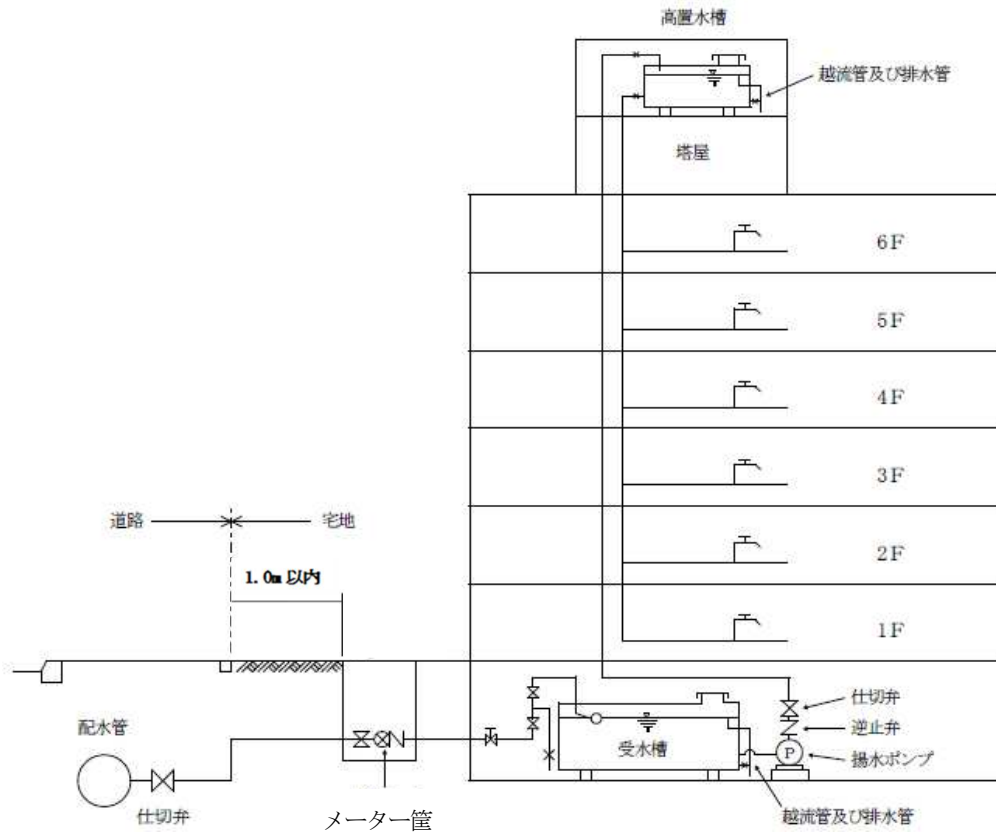 高置水槽
越流管及び排水管
塔屋
6F
5F
4F
3F
2F
1F
道路
宅地
1.0m以内
配水管
仕切弁
メーター筐
受水槽
P
仕切弁
逆止弁
揚水ポンプ
越流管及び排水管